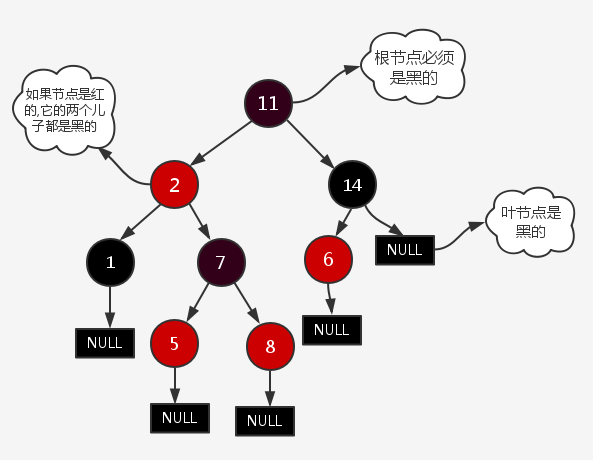 根节点必须
是黑的
如果节点是红
的,它的两个儿
子都是黑的
11
2
14
叶节点是
黑的
1
7
6
NULL
NULL
5
8
NULL
NULL
NULL